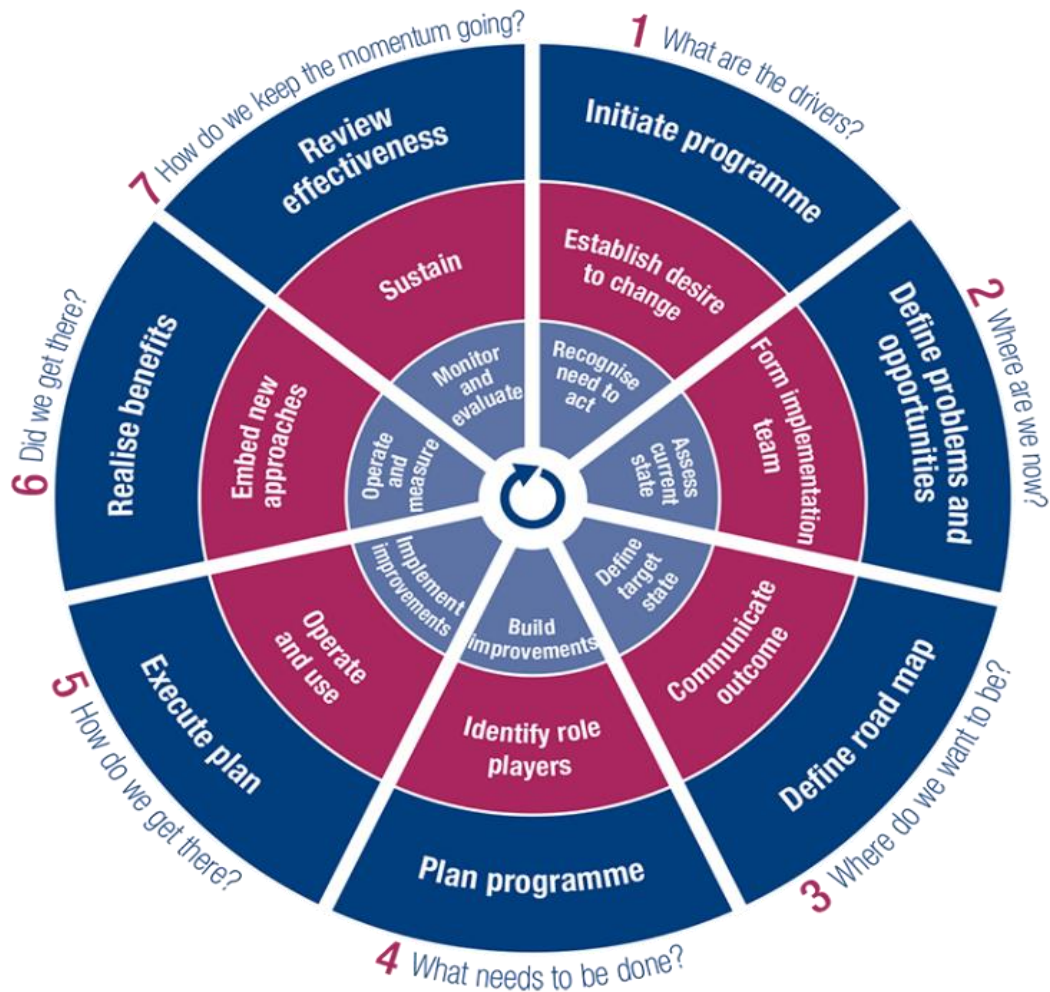 1 What are the drivers?
Initiate programme
Establish desire
to change
Recognise
need to
act
2 Where are we now?
Define problems and
opportunities
Form implementation
team
Assess
current
state
3 Where do we want to be?
Define road map
Communicate
outcome
Define
target
state
4 What needs to be done?
Plan programme
Identify role
players
Build
improvements
5 How do we get there?
Execute plan
Operate
and use
Implement
improvements
6 Did we get there?
Realise benefits
Embed new
approaches
Operate
and
measure
7 How do we keep the momentum going?
Review
effectiveness
Sustain
Monitor
and
evaluate